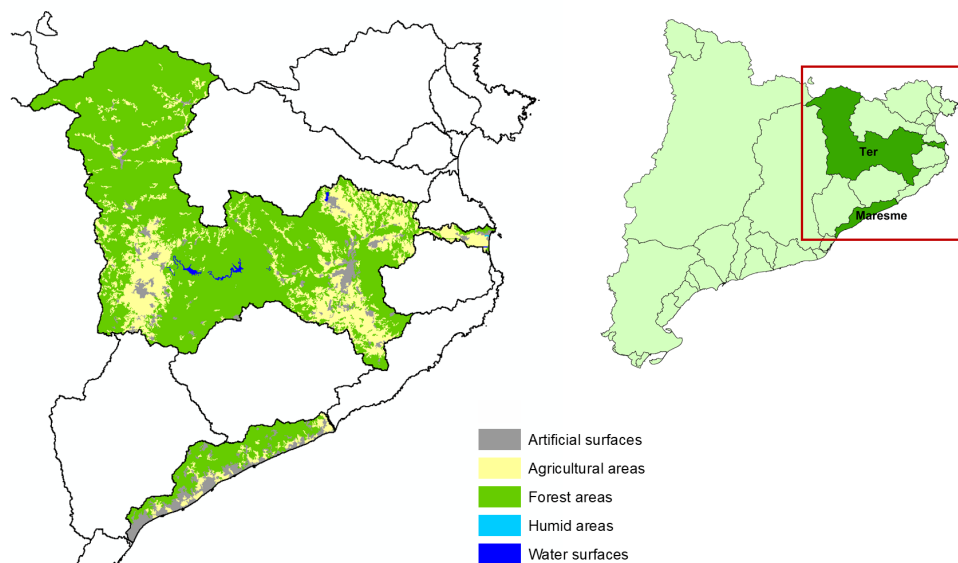 Ter
Maresme
Artificial surfaces
Agricultural areas
Forest areas
Humid areas
Water surfaces